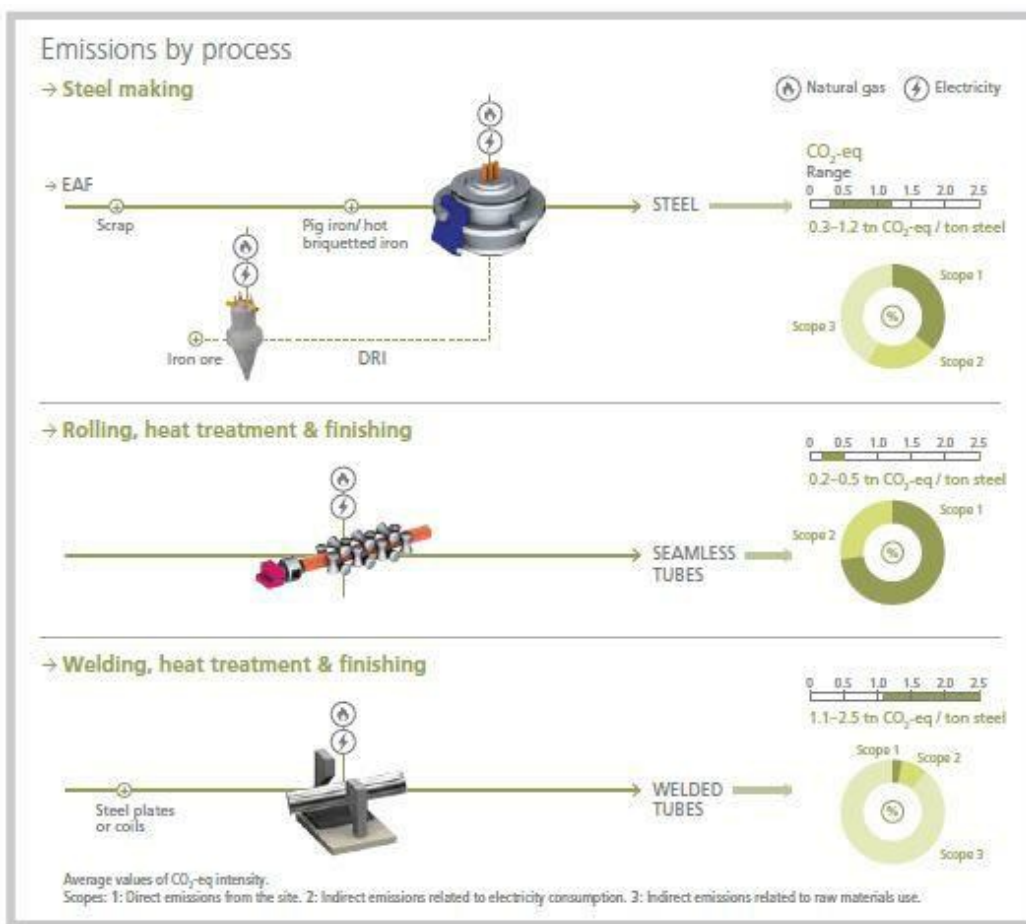 Emissions by process
→ Steel making
Natural gas
Electricity
CO₂-eq
Range
0 0.5 1.0 1.5 2.0 2.5
0.3–1.2 tn CO₂-eq / ton steel
→ EAF
Scrap
Pig iron/ hot
briquetted iron
STEEL
Iron ore
DRI
Scope 1
Scope 3
%
Scope 2
→ Rolling, heat treatment & finishing
0 0.5 1.0 1.5 2.0 2.5
0.2–0.5 tn CO₂-eq / ton steel
Scope 1
Scope 2
%
SEAMLESS
TUBES
→ Welding, heat treatment & finishing
0 0.5 1.0 1.5 2.0 2.5
1.1–2.5 tn CO₂-eq / ton steel
Scope 1
Scope 2
%
Scope 3
Steel plates
or coils
WELDED
TUBES
Average values of CO₂-eq intensity.
Scopes: 1: Direct emissions from the site. 2: Indirect emissions related to electricity consumption. 3: Indirect emissions related to raw materials use.